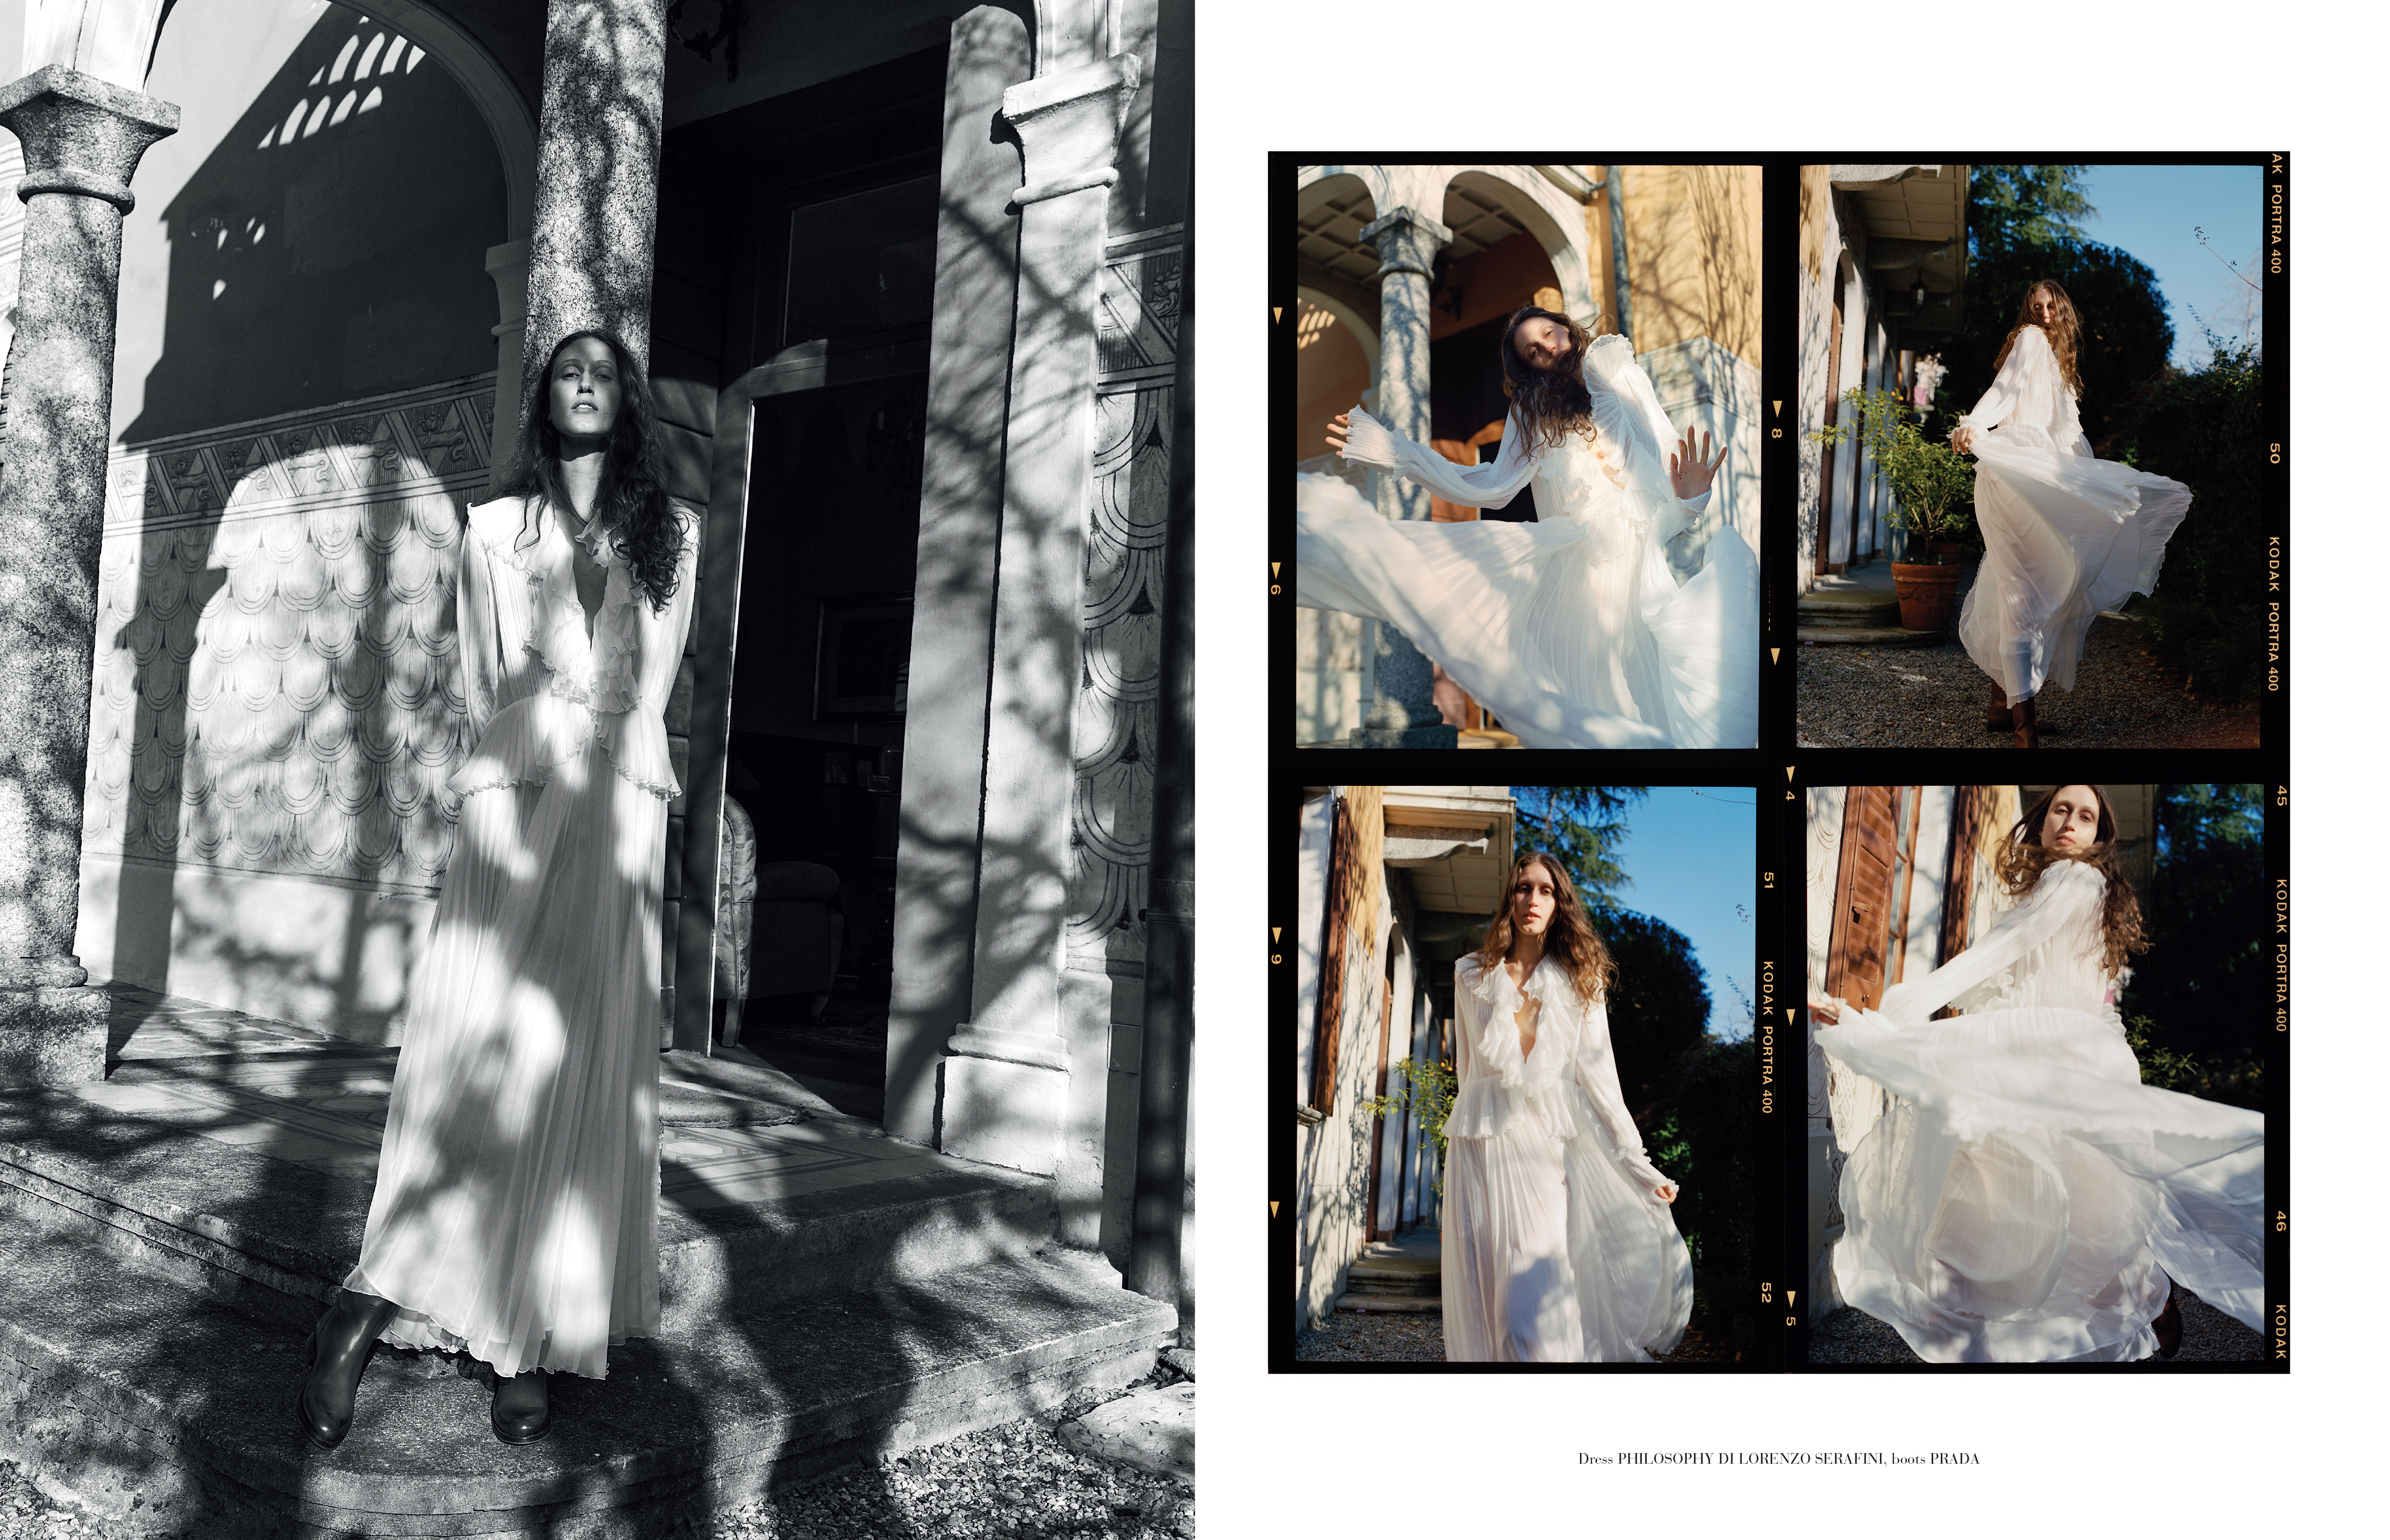 AK PORTRA 400
8
50
6
KODAK PORTRA 400
4
45
51
KODAK PORTRA 400
9
KODAK PORTRA 400
46
52
5
KODAK
Dress PHILOSOPHY DI LORENZO SERAFINI, boots PRADA